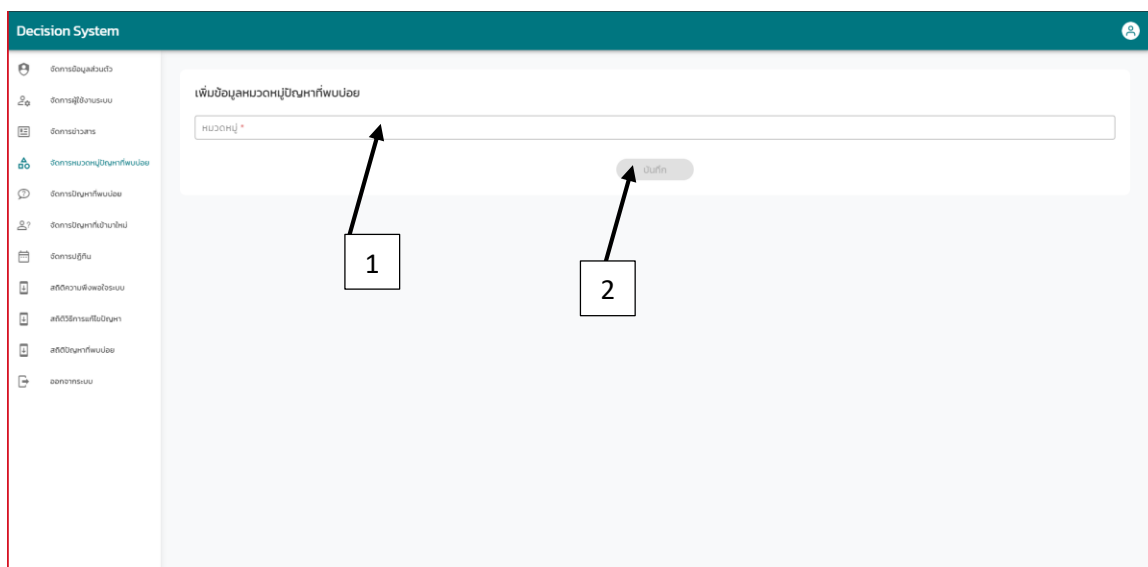 Decision System
จัดการข้อมูลส่วนตัว
จัดการผู้ใช้งานระบบ
จัดการข่าวสาร
จัดการหมวดหมู่ปัญหาที่พบบ่อย
จัดการปัญหาที่พบบ่อย
จัดการปัญหาที่เข้ามาใหม่
จัดการปฏิทิน
สถิติความพึงพอใจระบบ
สถิติวิธีการแก้ไขปัญหา
สถิติปัญหาที่พบบ่อย
ออกจากระบบ
เพิ่มข้อมูลหมวดหมู่ปัญหาที่พบบ่อย
หมวดหมู่ *
บันทึก
1
2